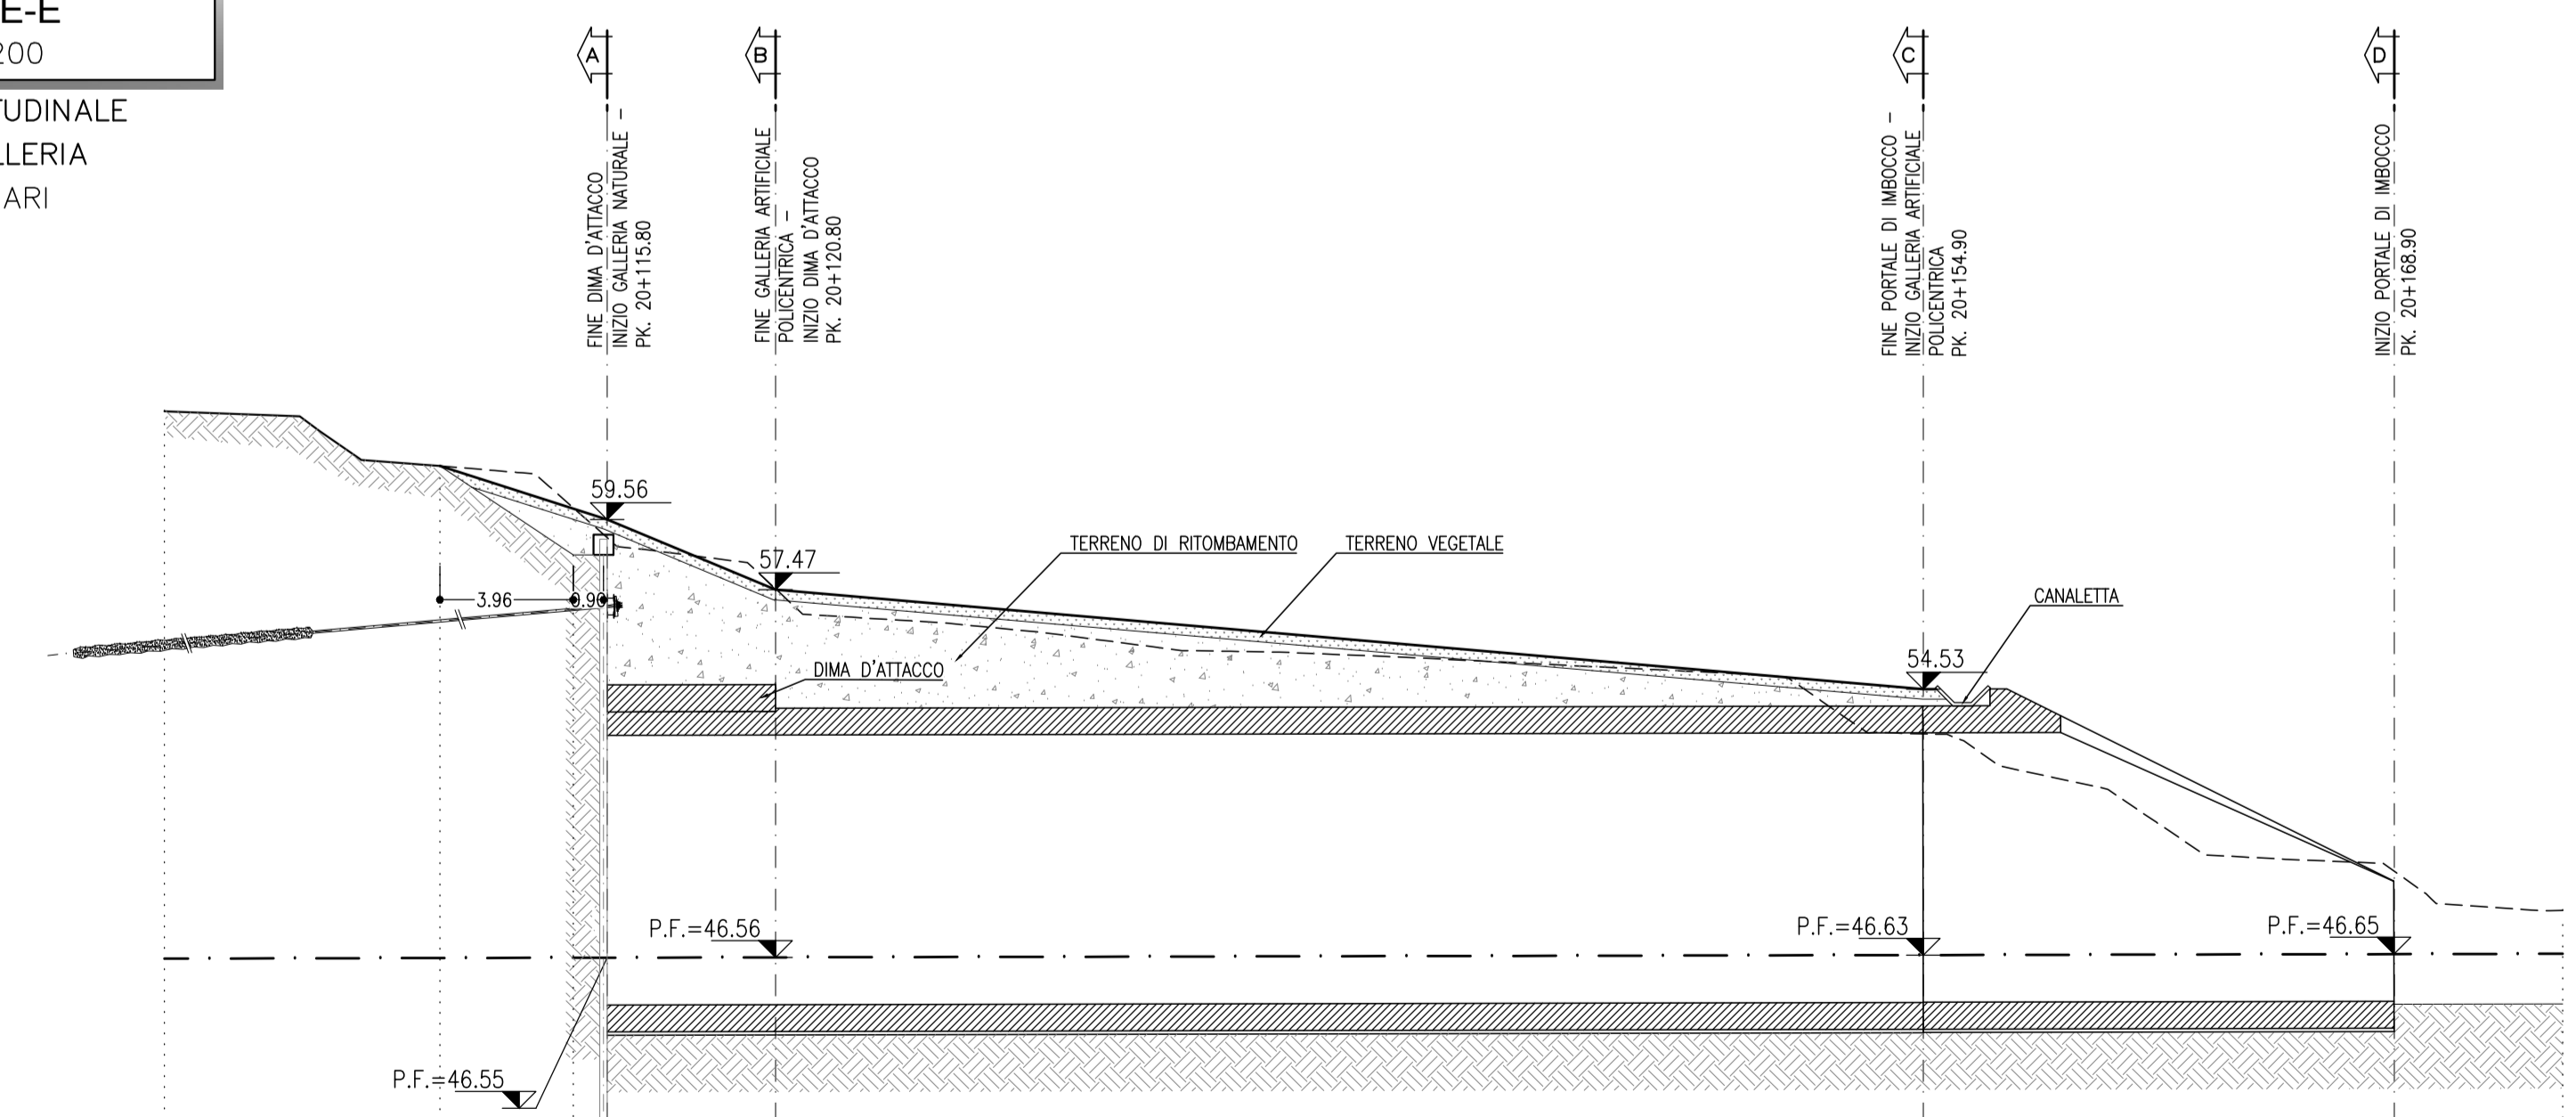 E-E
200
TUDINALE
LLERIA
ARI
A
B
C
D
FINE DIMA D'ATTACCO
INIZIO GALLERIA NATURALE –
PK. 20+115.80
FINE GALLERIA ARTIFICIALE
POLICENTRICA –
INIZIO DIMA D'ATTACCO
PK. 20+120.80
FINE PORTALE DI IMBOCCO –
INIZIO GALLERIA ARTIFICIALE
POLICENTRICA
PK. 20+154.90
INIZIO PORTALE DI IMBOCCO
PK. 20+168.90
59.56
57.47
TERRENO DI RITOMBAMENTO
TERRENO VEGETALE
3.96
0.90
CANALETTA
54.53
DIMA D'ATTACCO
P.F.=46.56
P.F.=46.63
P.F.=46.65
P.F.=46.55